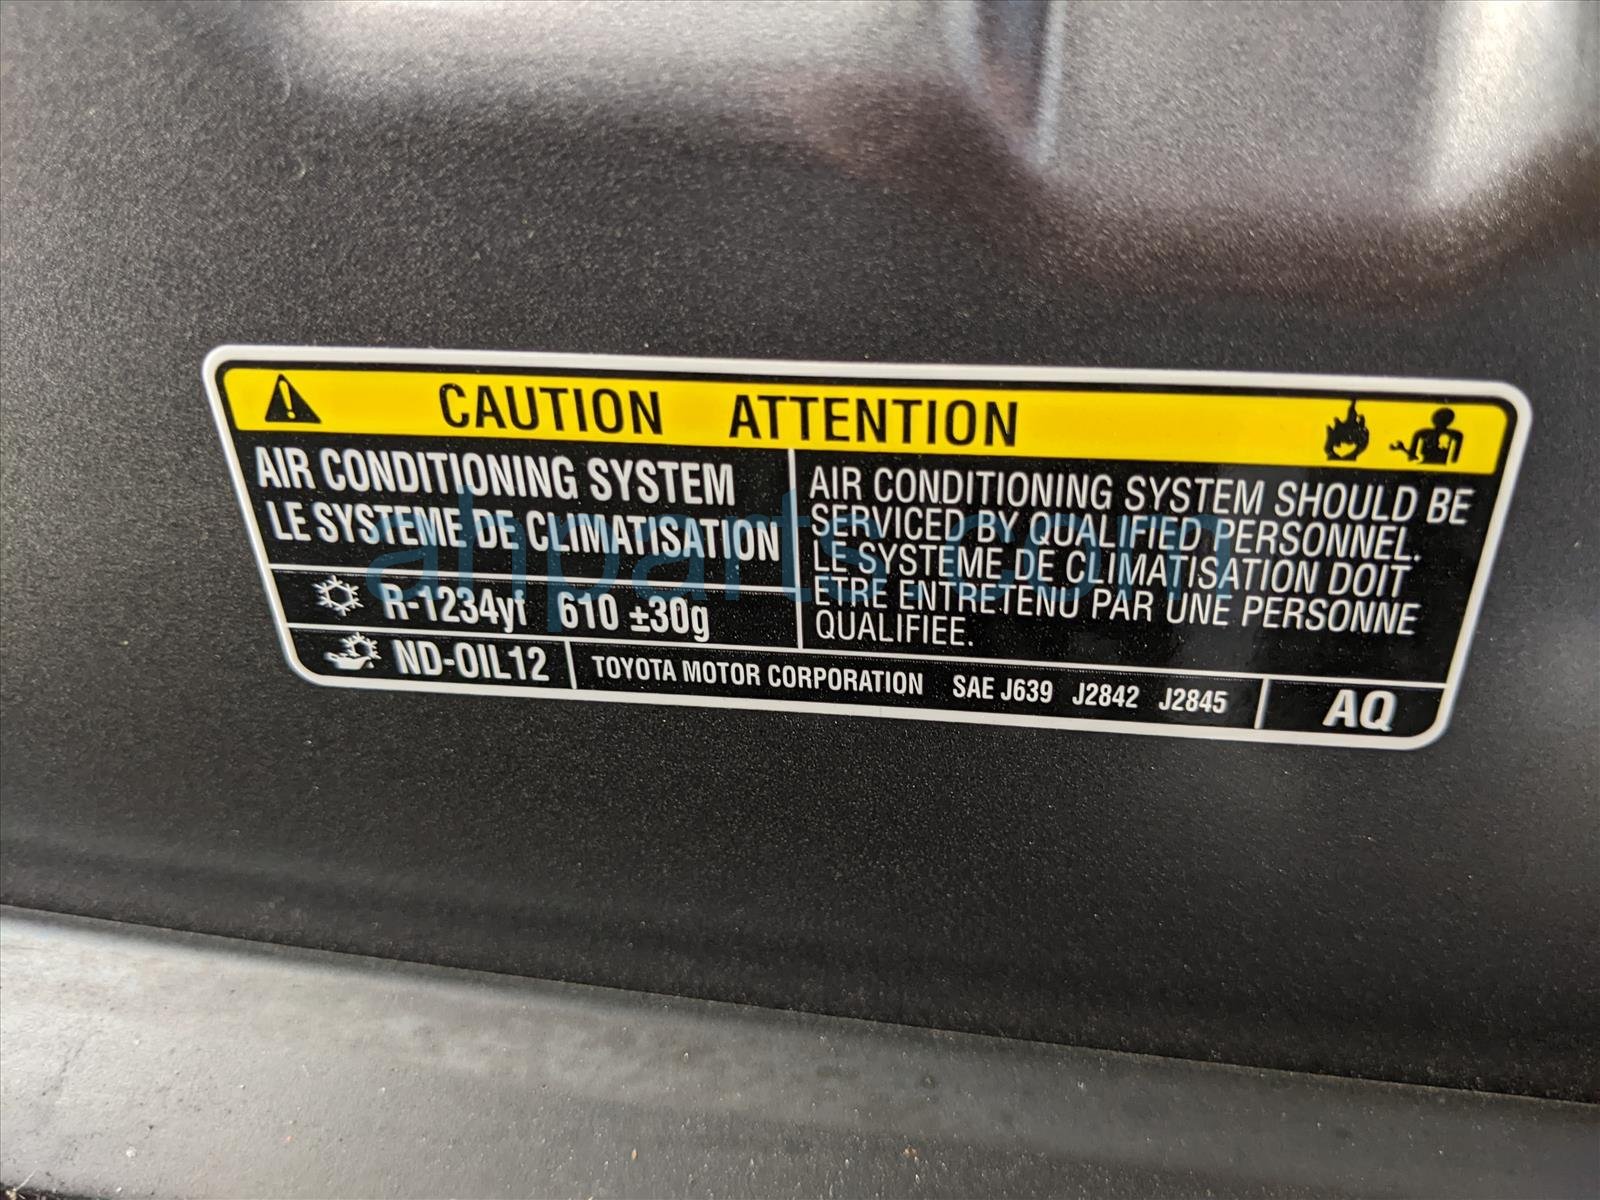 CAUTION ATTENTION
AIR CONDITIONING SYSTEM
LE SYSTEME DE CLIMATISATION
R-1234yf 610 ±30g
ND-OIL12
AIR CONDITIONING SYSTEM SHOULD BE
SERVICED BY QUALIFIED PERSONNEL.
LE SYSTEME DE CLIMATISATION DOIT
ETRE ENTRETENU PAR UNE PERSONNE
QUALIFIEE.
TOYOTA MOTOR CORPORATION SAE J639 J2842 J2845
AQ
ahparts.com